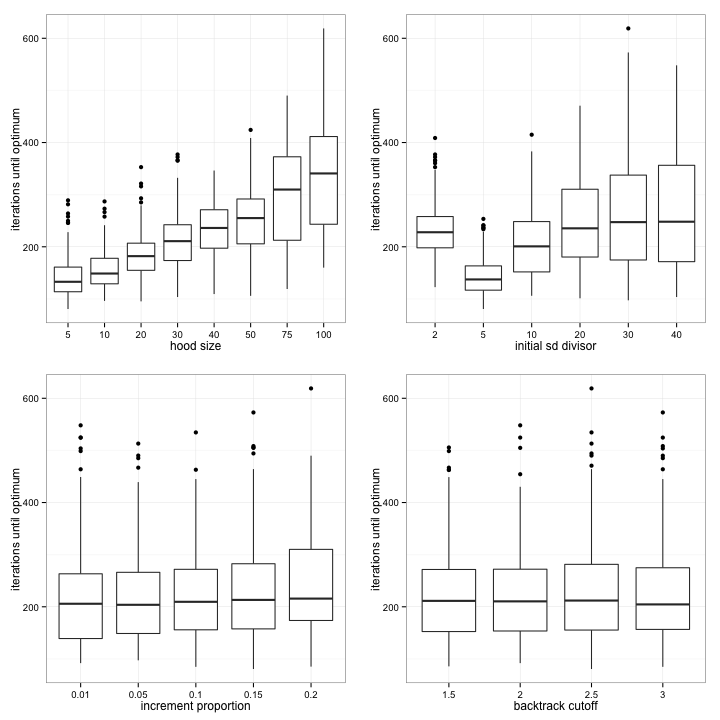 iterations until optimum
600
400
200
5 10 20 30 40 50 75 100
hood size
iterations until optimum
600
400
200
2 5 10 20 30 40
initial sd divisor
iterations until optimum
600
400
200
0.01 0.05 0.1 0.15 0.2
increment proportion
iterations until optimum
600
400
200
1.5 2 2.5 3
backtrack cutoff